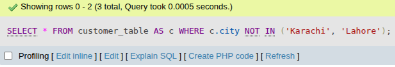 Showing rows 0 - 2 (3 total, Query took 0.0005 seconds.)
SELECT * FROM customer_table AS c WHERE c.city NOT IN ('Karachi', 'Lahore');
Profiling [ Edit inline ] [ Edit ] [ Explain SQL ] [ Create PHP code ] [ Refresh ]